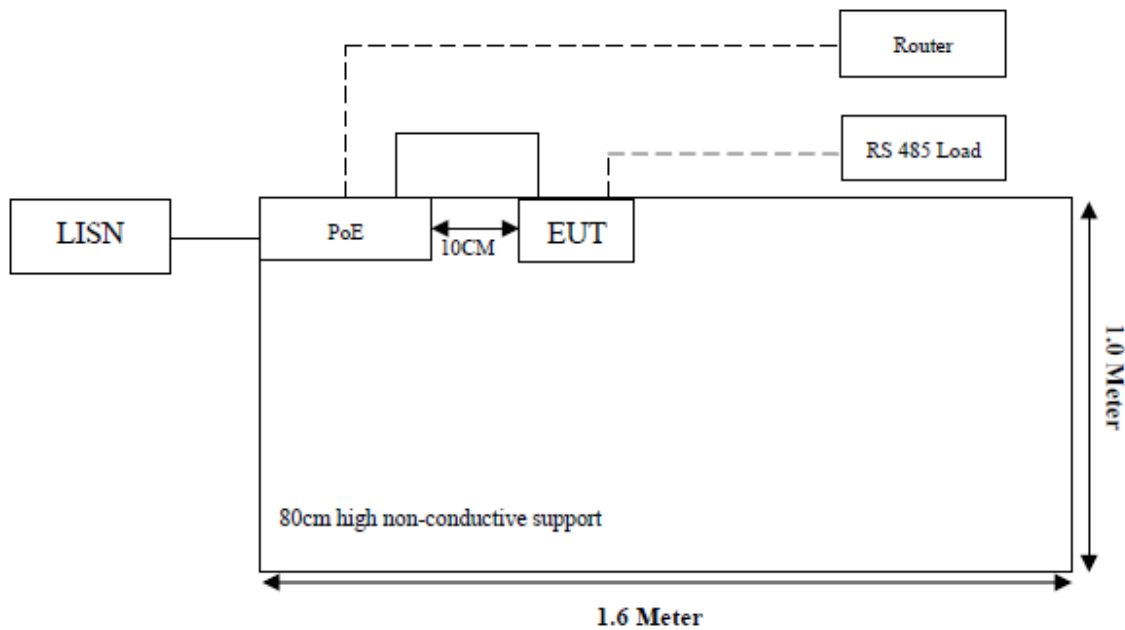 Router
RS 485 Load
LISN
PoE
10CM
EUT
1.0 Meter
80cm high non-conductive support
1.6 Meter